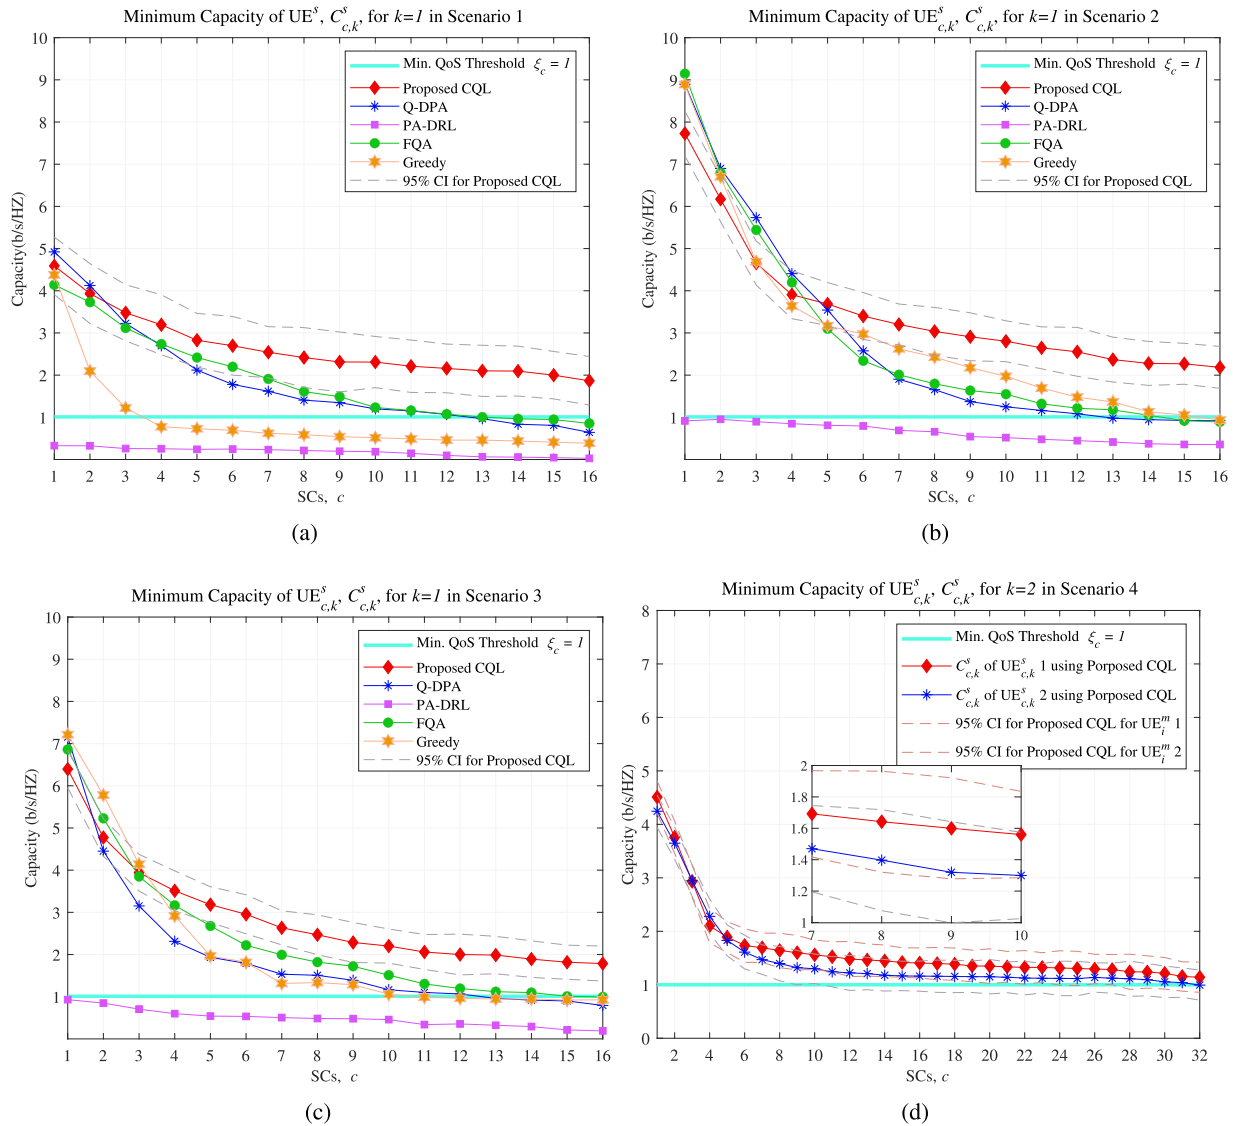 Minimum Capacity of UE^s, C^s_{c,k}, for k=1 in Scenario 1
10
9
8
7
6
5
4
3
2
1
Capacity(b/s/HZ)
Min. QoS Threshold ξ_c = 1
Proposed CQL
Q-DPA
PA-DRL
FQA
Greedy
95% CI for Proposed CQL
1 2 3 4 5 6 7 8 9 10 11 12 13 14 15 16
SCs, c
(a)
Minimum Capacity of UE^s_{c,k}, C^s_{c,k}, for k=1 in Scenario 2
10
9
8
7
6
5
4
3
2
1
Capacity (b/s/HZ)
Min. QoS Threshold ξ_c = 1
Proposed CQL
Q-DPA
PA-DRL
FQA
Greedy
95% CI for Proposed CQL
1 2 3 4 5 6 7 8 9 10 11 12 13 14 15 16
SCs, c
(b)
Minimum Capacity of UE^s_{c,k}, C^s_{c,k}, for k=1 in Scenario 3
10
9
8
7
6
5
4
3
2
1
Capacity (b/s/HZ)
Min. QoS Threshold ξ_c = 1
Proposed CQL
Q-DPA
PA-DRL
FQA
Greedy
95% CI for Proposed CQL
1 2 3 4 5 6 7 8 9 10 11 12 13 14 15 16
SCs, c
(c)
Minimum Capacity of UE^s_{c,k}, C^s_{c,k}, for k=2 in Scenario 4
8
7
6
5
4
3
2
1
0
Capacity (b/s/HZ)
Min. QoS Threshold ξ_c = 1
C^s_{c,k} of UE^s_{c,k} 1 using Porposed CQL
C^s_{c,k} of UE^s_{c,k} 2 using Porposed CQL
95% CI for Proposed CQL for UE^m_i 1
95% CI for Proposed CQL for UE^m_i 2
2
1.8
1.6
1.4
1.2
1
7 8 9 10
2 4 6 8 10 12 14 16 18 20 22 24 26 28 30 32
SCs, c
(d)